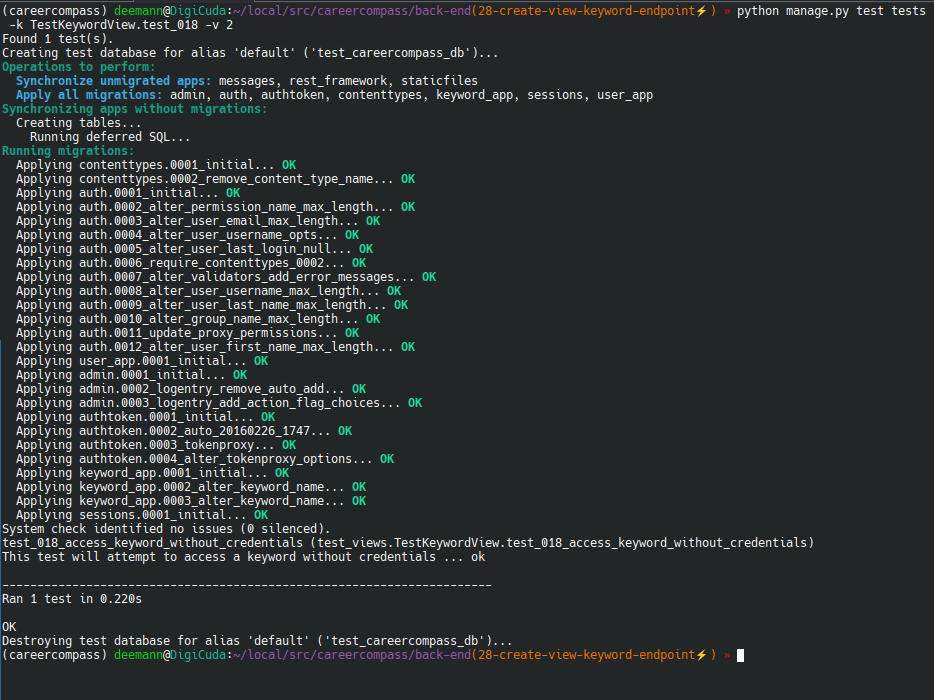 (careercompass) deemann@DigiCuda:~/local/src/careercompass/back-end(28-create-view-keyword-endpoint⚡) » python manage.py test tests
-k TestKeywordView.test_018 -v 2
Found 1 test(s).
Creating test database for alias 'default' ('test_careercompass_db')...
Operations to perform:
  Synchronize unmigrated apps: messages, rest_framework, staticfiles
  Apply all migrations: admin, auth, authtoken, contenttypes, keyword_app, sessions, user_app
Synchronizing apps without migrations:
  Creating tables...
    Running deferred SQL...
Running migrations:
  Applying contenttypes.0001_initial... OK
  Applying contenttypes.0002_remove_content_type_name... OK
  Applying auth.0001_initial... OK
  Applying auth.0002_alter_permission_name_max_length... OK
  Applying auth.0003_alter_user_email_max_length... OK
  Applying auth.0004_alter_user_username_opts... OK
  Applying auth.0005_alter_user_last_login_null... OK
  Applying auth.0006_require_contenttypes_0002... OK
  Applying auth.0007_alter_validators_add_error_messages... OK
  Applying auth.0008_alter_user_username_max_length... OK
  Applying auth.0009_alter_user_last_name_max_length... OK
  Applying auth.0010_alter_group_name_max_length... OK
  Applying auth.0011_update_proxy_permissions... OK
  Applying auth.0012_alter_user_first_name_max_length... OK
  Applying user_app.0001_initial... OK
  Applying admin.0001_initial... OK
  Applying admin.0002_logentry_remove_auto_add... OK
  Applying admin.0003_logentry_add_action_flag_choices... OK
  Applying authtoken.0001_initial... OK
  Applying authtoken.0002_auto_20160226_1747... OK
  Applying authtoken.0003_tokenproxy... OK
  Applying authtoken.0004_alter_tokenproxy_options... OK
  Applying keyword_app.0001_initial... OK
  Applying keyword_app.0002_alter_keyword_name... OK
  Applying keyword_app.0003_alter_keyword_name... OK
  Applying sessions.0001_initial... OK
System check identified no issues (0 silenced).
test_018_access_keyword_without_credentials (test_views.TestKeywordView.test_018_access_keyword_without_credentials)
This test will attempt to access a keyword without credentials ... ok
----------------------------------------------------------------------
Ran 1 test in 0.220s
OK
Destroying test database for alias 'default' ('test_careercompass_db')...
(careercompass) deemann@DigiCuda:~/local/src/careercompass/back-end(28-create-view-keyword-endpoint⚡) »